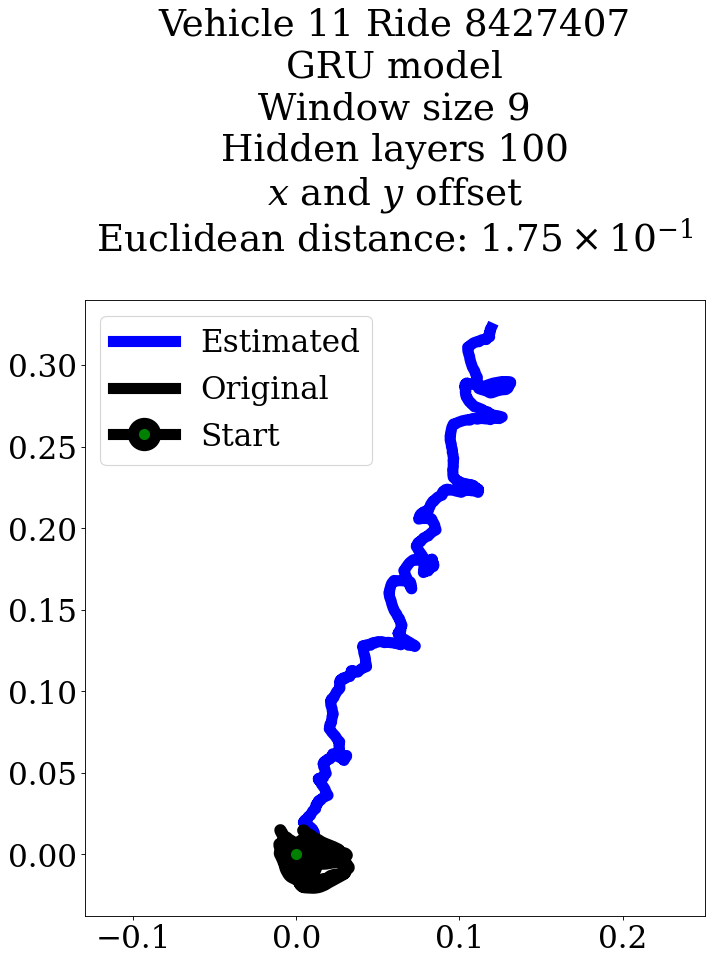 Vehicle 11 Ride 8427407
GRU model
Window size 9
Hidden layers 100
x and y offset
Euclidean distance: 1.75 × 10⁻¹
Estimated
Original
Start
0.30
0.25
0.20
0.15
0.10
0.05
0.00
−0.1 0.0 0.1 0.2